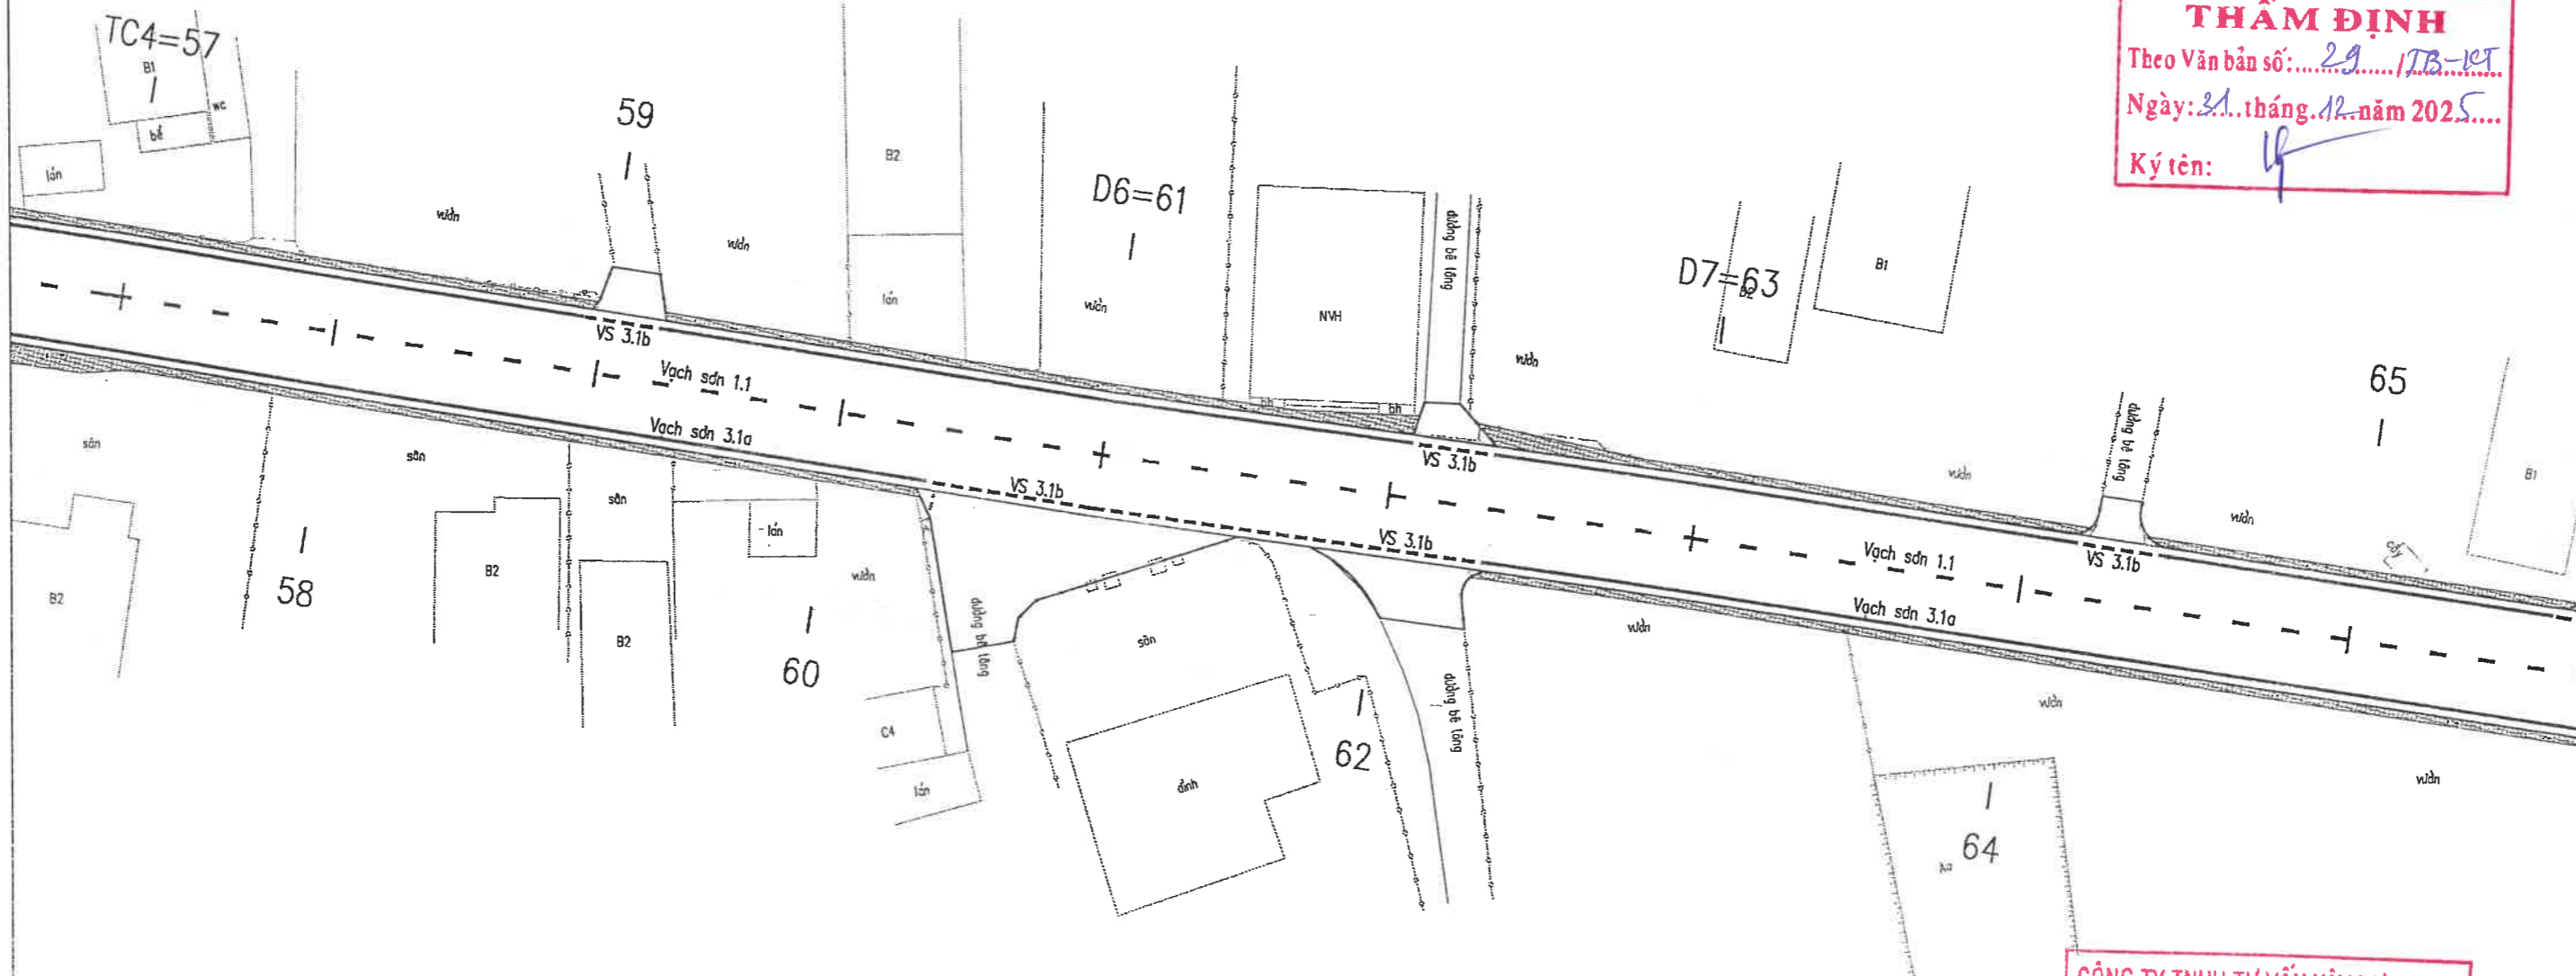 THẨM ĐỊNH
Theo Văn bản số:.....29...../TB-KT
Ngày: 31. tháng. 12. năm 2025.....
Ký tên:
TC4=57
B1
wc
bể
lán
vườn
59
vườn
B2
lán
D6=61
vườn
NVH
bh
bh
đường bê tông
vườn
D7=63
B2
B1
vườn
đường bê tông
65
vườn
B1
VS 3.1b
Vạch sơn 1.1
Vạch sơn 3.1a
VS 3.1b
VS 3.1b
VS 3.1b
Vạch sơn 1.1
Vạch sơn 3.1a
VS 3.1b
sân
B2
58
sân
B2
sân
B2
lán
60
vườn
C4
lán
đường bê tông
sân
đình
62
đường bê tông
vườn
vườn
64
vườn